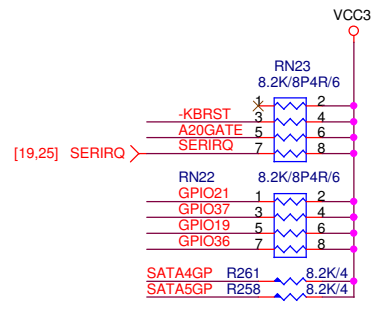 VCC3
RN23
8.2K/8P4R/6
1 2
-KBRST 3 4
A20GATE 5 6
[19,25] SERIRQ SERIRQ 7 8
RN22 8.2K/8P4R/6
GPIO21 1 2
GPIO37 3 4
GPIO19 5 6
GPIO36 7 8
SATA4GP R261 8.2K/4
SATA5GP R258 8.2K/4